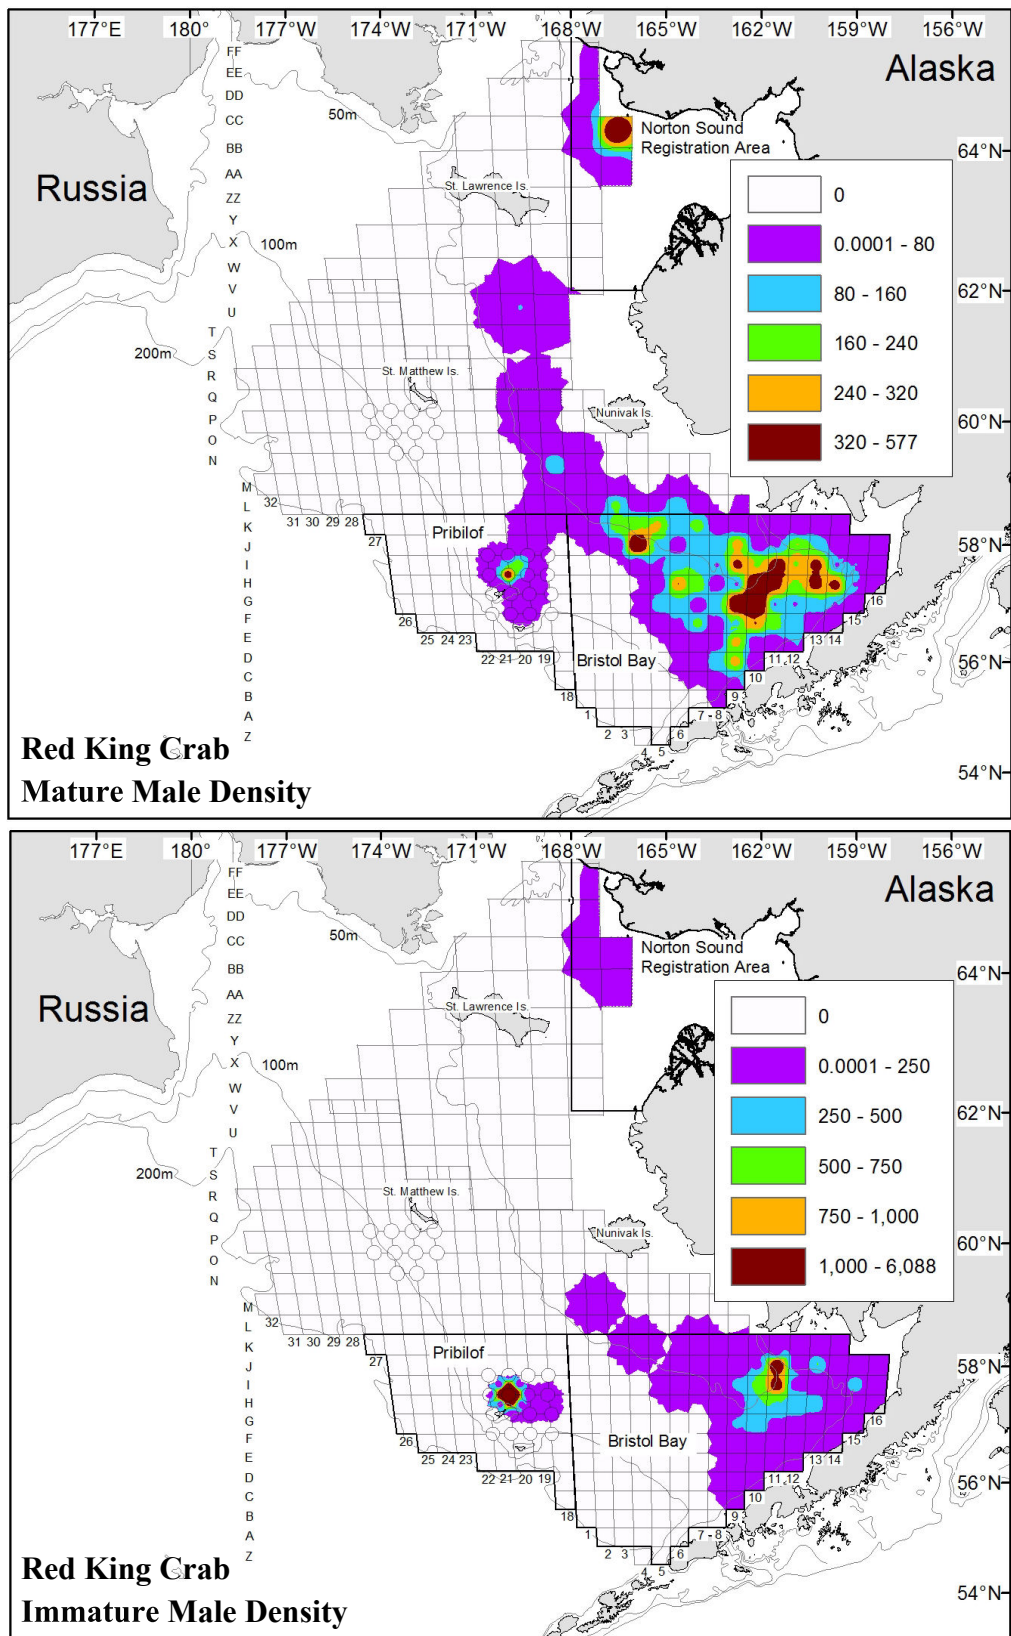 177°E 180° 177°W 174°W 171°W 168°W 165°W 162°W 159°W 156°W
FF
EE
DD
CC
BB
AA
ZZ
Y
X
W
V
U
T
S
R
Q
P
O
N
M
L
K
J
I
H
G
F
E
D
C
B
A
Z
Russia
Alaska
50m
100m
200m
Norton Sound
Registration Area
St. Lawrence Is.
St. Matthew Is.
Nunivak Is.
0
0.0001 - 80
80 - 160
160 - 240
240 - 320
320 - 577
64°N
62°N
60°N
58°N
56°N
54°N
Pribilof
Bristol Bay
32
31 30 29 28
27
26
25 24 23
22 21 20 19
18
1
2 3
4 5
6
7 - 8
9
10
11 12
13 14
15
16
Red King Crab
Mature Male Density
177°E 180° 177°W 174°W 171°W 168°W 165°W 162°W 159°W 156°W
FF
EE
DD
CC
BB
AA
ZZ
Y
X
W
V
U
T
S
R
Q
P
O
N
M
L
K
J
I
H
G
F
E
D
C
B
A
Z
Russia
Alaska
50m
100m
200m
Norton Sound
Registration Area
St. Lawrence Is.
St. Matthew Is.
Nunivak Is.
0
0.0001 - 250
250 - 500
500 - 750
750 - 1,000
1,000 - 6,088
64°N
62°N
60°N
58°N
56°N
54°N
Pribilof
Bristol Bay
32
31 30 29 28
27
26
25 24 23
22 21 20 19
18
1
2 3
4 5
6
7 - 8
9
10
11 12
13 14
15
16
Red King Crab
Immature Male Density